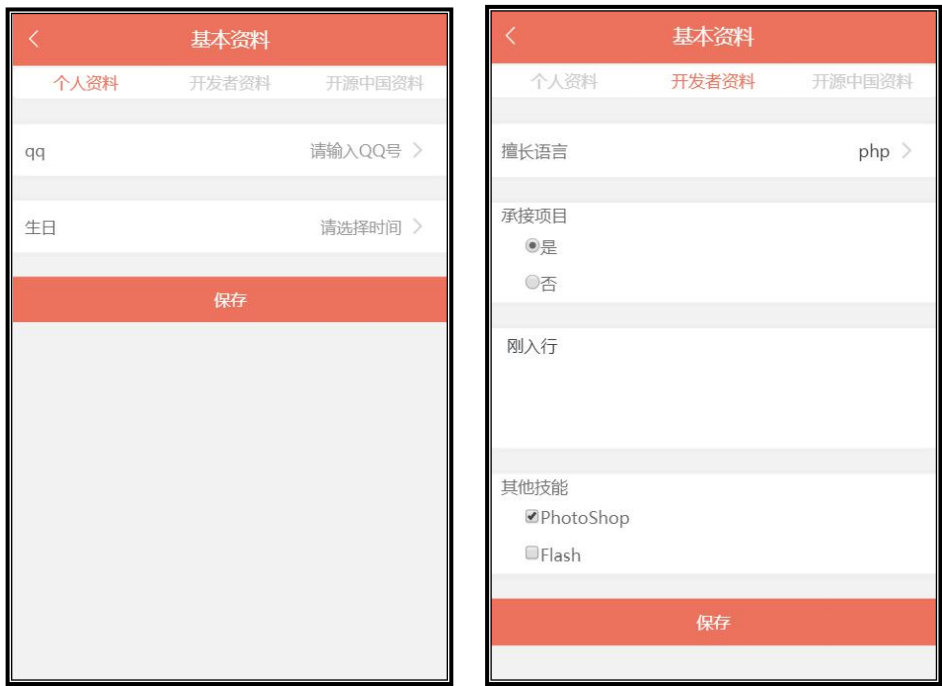 基本资料
个人资料 开发者资料 开源中国资料
qq 请输入QQ号
生日 请选择时间
保存
基本资料
个人资料 开发者资料 开源中国资料
擅长语言 php
承接项目
是
否
刚入行
其他技能
PhotoShop
Flash
保存